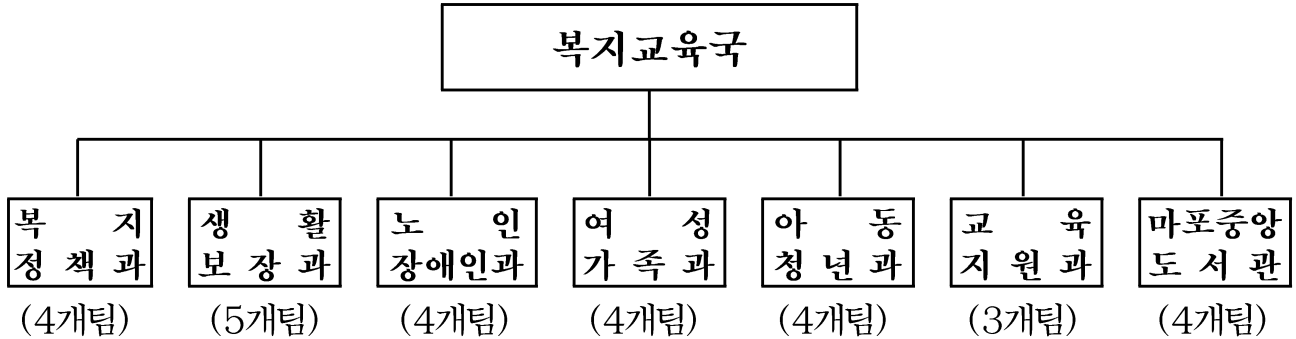 복지교육국
복지 생활 노인 여성 아동 교육 마포중앙
정책과 보장과 장애인과 가족과 청년과 지원과 도서관
(4개팀) (5개팀) (4개팀) (4개팀) (4개팀) (3개팀) (4개팀)